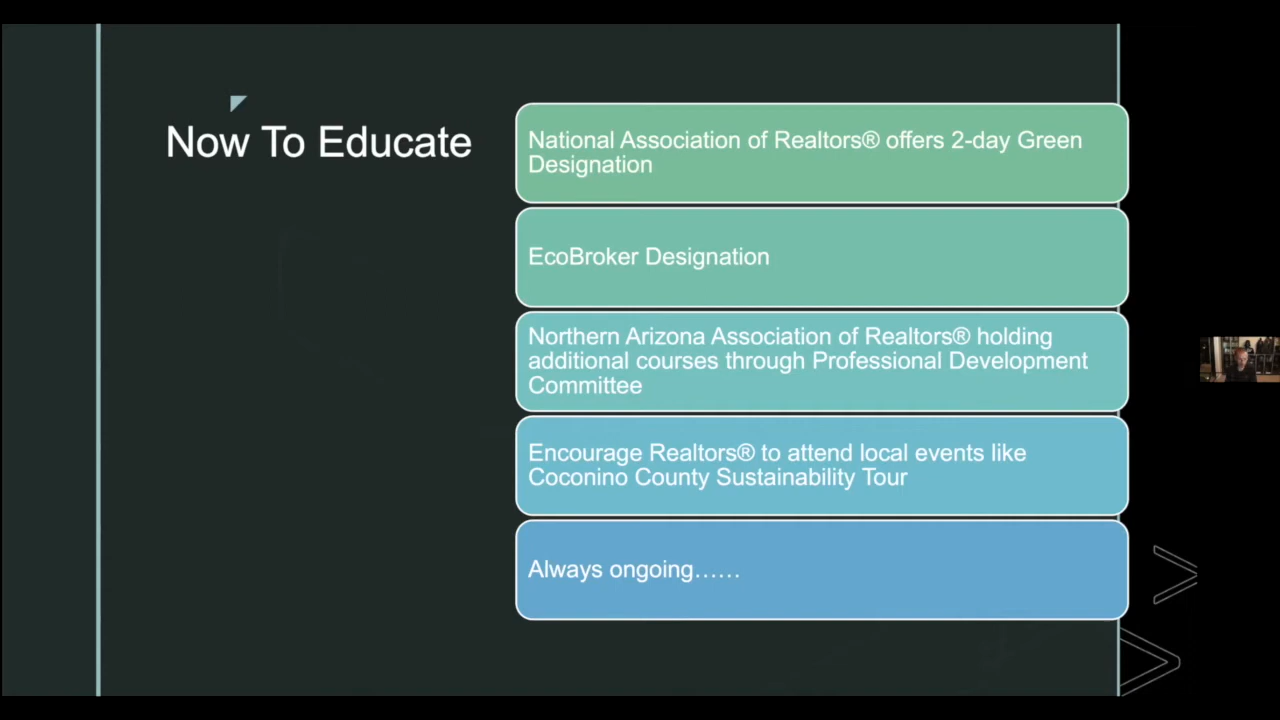 Now To Educate
National Association of Realtors® offers 2-day Green
Designation
EcoBroker Designation
Northern Arizona Association of Realtors® holding
additional courses through Professional Development
Committee
Encourage Realtors® to attend local events like
Coconino County Sustainability Tour
Always ongoing……